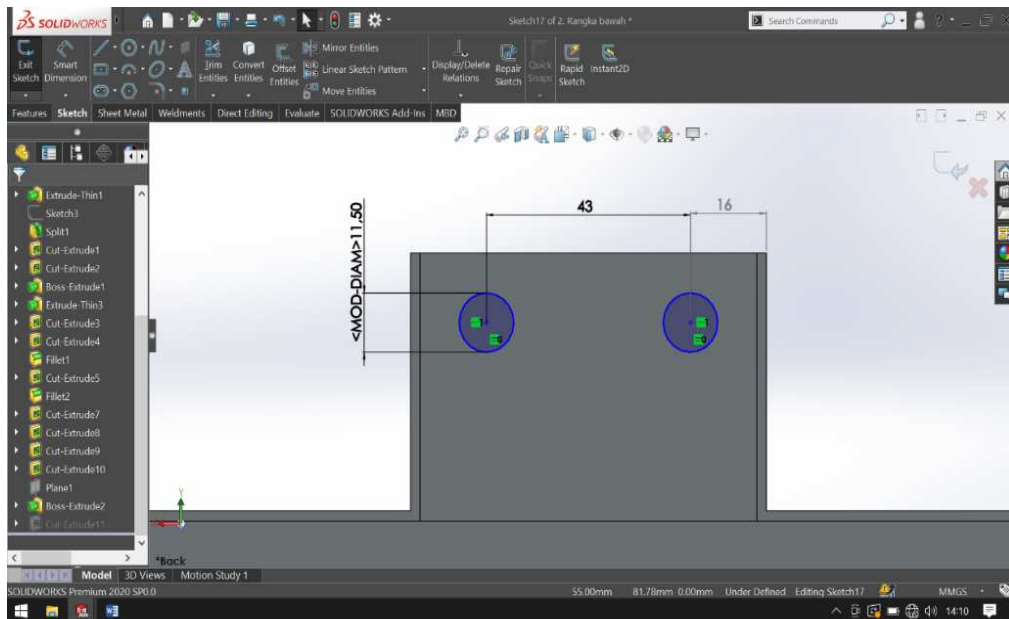 SOLIDWORKS
Sketch17 of 2. Rangka bawah *
Search Commands
Exit Sketch
Smart Dimension
Trim Entities
Convert Entities
Offset Entities
Mirror Entities
Linear Sketch Pattern
Move Entities
Display/Delete Relations
Repair Sketch
Quick Snaps
Rapid Sketch
Instant2D
Features Sketch Sheet Metal Weldments Direct Editing Evaluate SOLIDWORKS Add-Ins MBD
Extrude-Thin1
Sketch3
Split1
Cut-Extrude1
Cut-Extrude2
Boss-Extrude1
Extrude-Thin3
Cut-Extrude3
Cut-Extrude4
Fillet1
Cut-Extrude5
Fillet2
Cut-Extrude7
Cut-Extrude8
Cut-Extrude9
Cut-Extrude10
Plane1
Boss-Extrude2
Cut-Extrude11
43
16
<MOD-DIAM>11,50
Y
*Back
Model 3D Views Motion Study 1
SOLIDWORKS Premium 2020 SP0.0
55.00mm 81.78mm 0.00mm Under Defined Editing Sketch17 MMGS
14:10